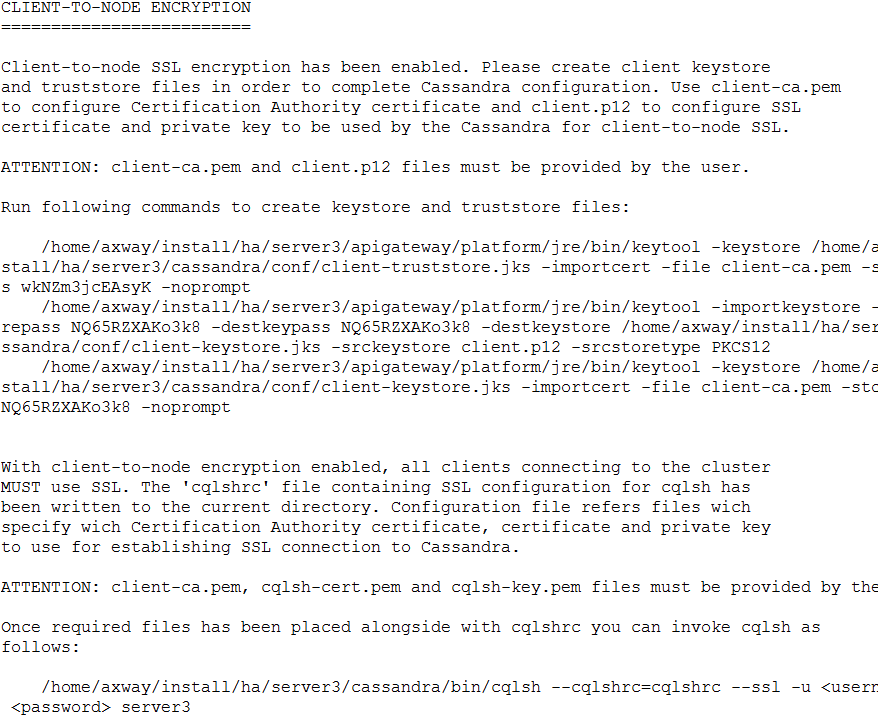 CLIENT-TO-NODE ENCRYPTION
=========================
Client-to-node SSL encryption has been enabled. Please create client keystore
and truststore files in order to complete Cassandra configuration. Use client-ca.pem
to configure Certification Authority certificate and client.p12 to configure SSL
certificate and private key to be used by the Cassandra for client-to-node SSL.
ATTENTION: client-ca.pem and client.p12 files must be provided by the user.
Run following commands to create keystore and truststore files:
/home/axway/install/ha/server3/apigateway/platform/jre/bin/keytool -keystore /home/a
stall/ha/server3/cassandra/conf/client-truststore.jks -importcert -file client-ca.pem -s
s wkNZm3jcEAsyK -noprompt
/home/axway/install/ha/server3/apigateway/platform/jre/bin/keytool -importkeystore -
repass NQ65RZXAKo3k8 -destkeypass NQ65RZXAKo3k8 -destkeystore /home/axway/install/ha/ser
ssandra/conf/client-keystore.jks -srckeystore client.p12 -srcstoretype PKCS12
/home/axway/install/ha/server3/apigateway/platform/jre/bin/keytool -keystore /home/a
stall/ha/server3/cassandra/conf/client-keystore.jks -importcert -file client-ca.pem -sto
NQ65RZXAKo3k8 -noprompt
With client-to-node encryption enabled, all clients connecting to the cluster
MUST use SSL. The 'cqlshrc' file containing SSL configuration for cqlsh has
been written to the current directory. Configuration file refers files wich
specify wich Certification Authority certificate, certificate and private key
to use for establishing SSL connection to Cassandra.
ATTENTION: client-ca.pem, cqlsh-cert.pem and cqlsh-key.pem files must be provided by the
Once required files has been placed alongside with cqlshrc you can invoke cqlsh as
follows:
/home/axway/install/ha/server3/cassandra/bin/cqlsh --cqlshrc=cqlshrc --ssl -u <usern
<password> server3